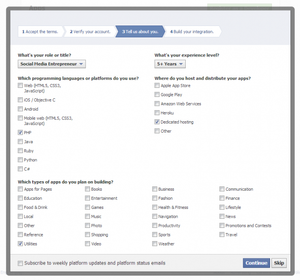 1 Accept the terms. 2 Verify your account. 3 Tell us about you. 4 Build your integration.
What's your role or title? What's your experience level?
Social Media Entrepreneur 5+ Years
Which programming languages or platforms do you use? Where do you host and distribute your apps?
Web (HTML5, CSS3, JavaScript) Apple App Store
iOS / Objective C Google Play
Android Amazon Web Services
Mobile web (HTML5, CSS3, JavaScript) Heroku
PHP Dedicated hosting
Java Other
Ruby
Python
C#
Which types of apps do you plan on building?
Apps for Pages Books Business Communication
Education Entertainment Fashion Finance
Food & Drink Games Health & Fitness Lifestyle
Local Music Navigation News
Other Photo Productivity Promotions and Contests
Reference Shopping Sports Travel
Utilities Video Weather
Subscribe to weekly platform updates and platform status emails Continue Skip